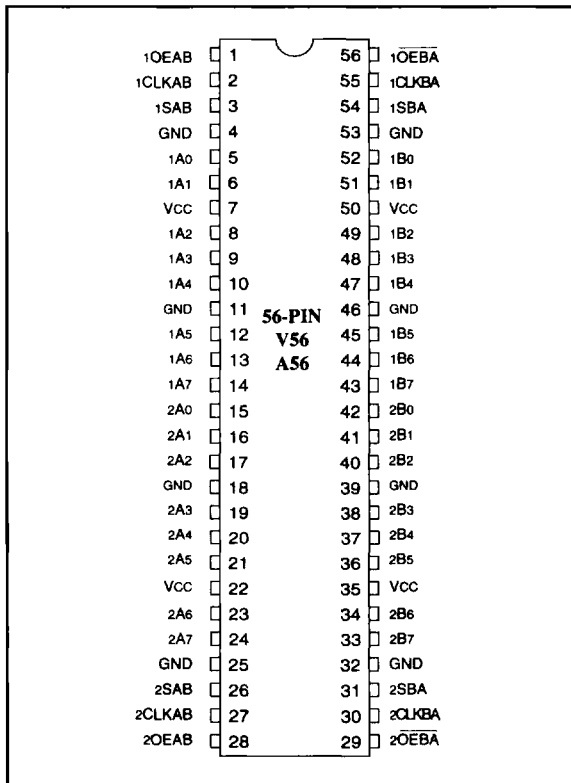 1OEAB 1 56 1O̅E̅B̅A̅
1CLKAB 2 55 1CLKBA
1SAB 3 54 1SBA
GND 4 53 GND
1A0 5 52 1B0
1A1 6 51 1B1
VCC 7 50 VCC
1A2 8 49 1B2
1A3 9 48 1B3
1A4 10 47 1B4
GND 11 46 GND
56-PIN
V56
A56
1A5 12 45 1B5
1A6 13 44 1B6
1A7 14 43 1B7
2A0 15 42 2B0
2A1 16 41 2B1
2A2 17 40 2B2
GND 18 39 GND
2A3 19 38 2B3
2A4 20 37 2B4
2A5 21 36 2B5
VCC 22 35 VCC
2A6 23 34 2B6
2A7 24 33 2B7
GND 25 32 GND
2SAB 26 31 2SBA
2CLKAB 27 30 2CLKBA
2OEAB 28 29 2O̅E̅B̅A̅